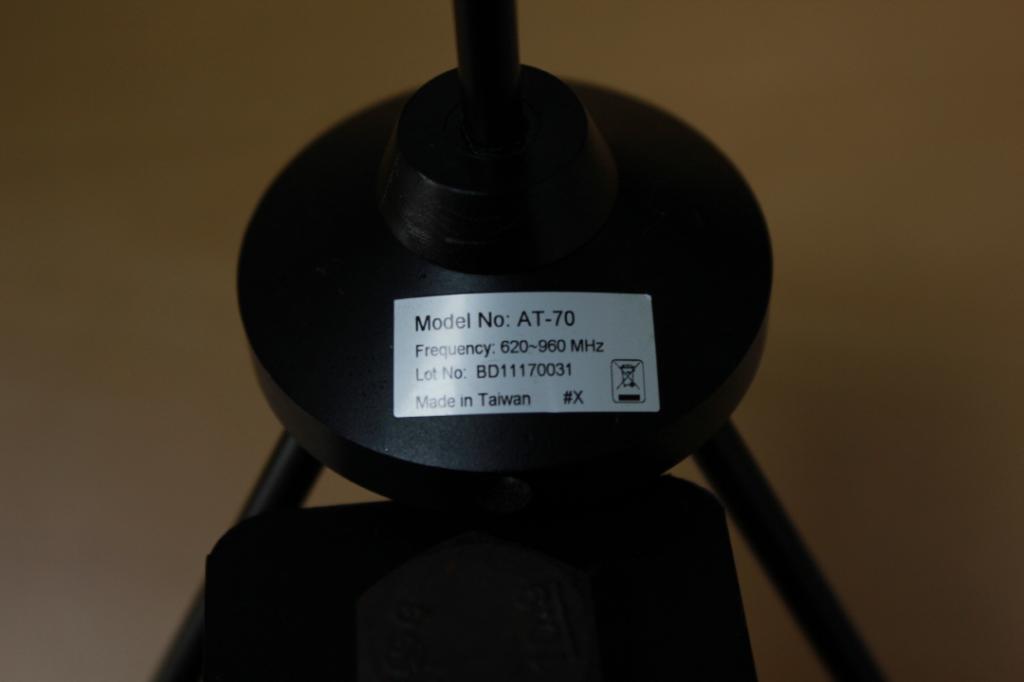 Model No: AT-70
Frequency: 620~960 MHz
Lot No: BD11170031
Made in Taiwan #X